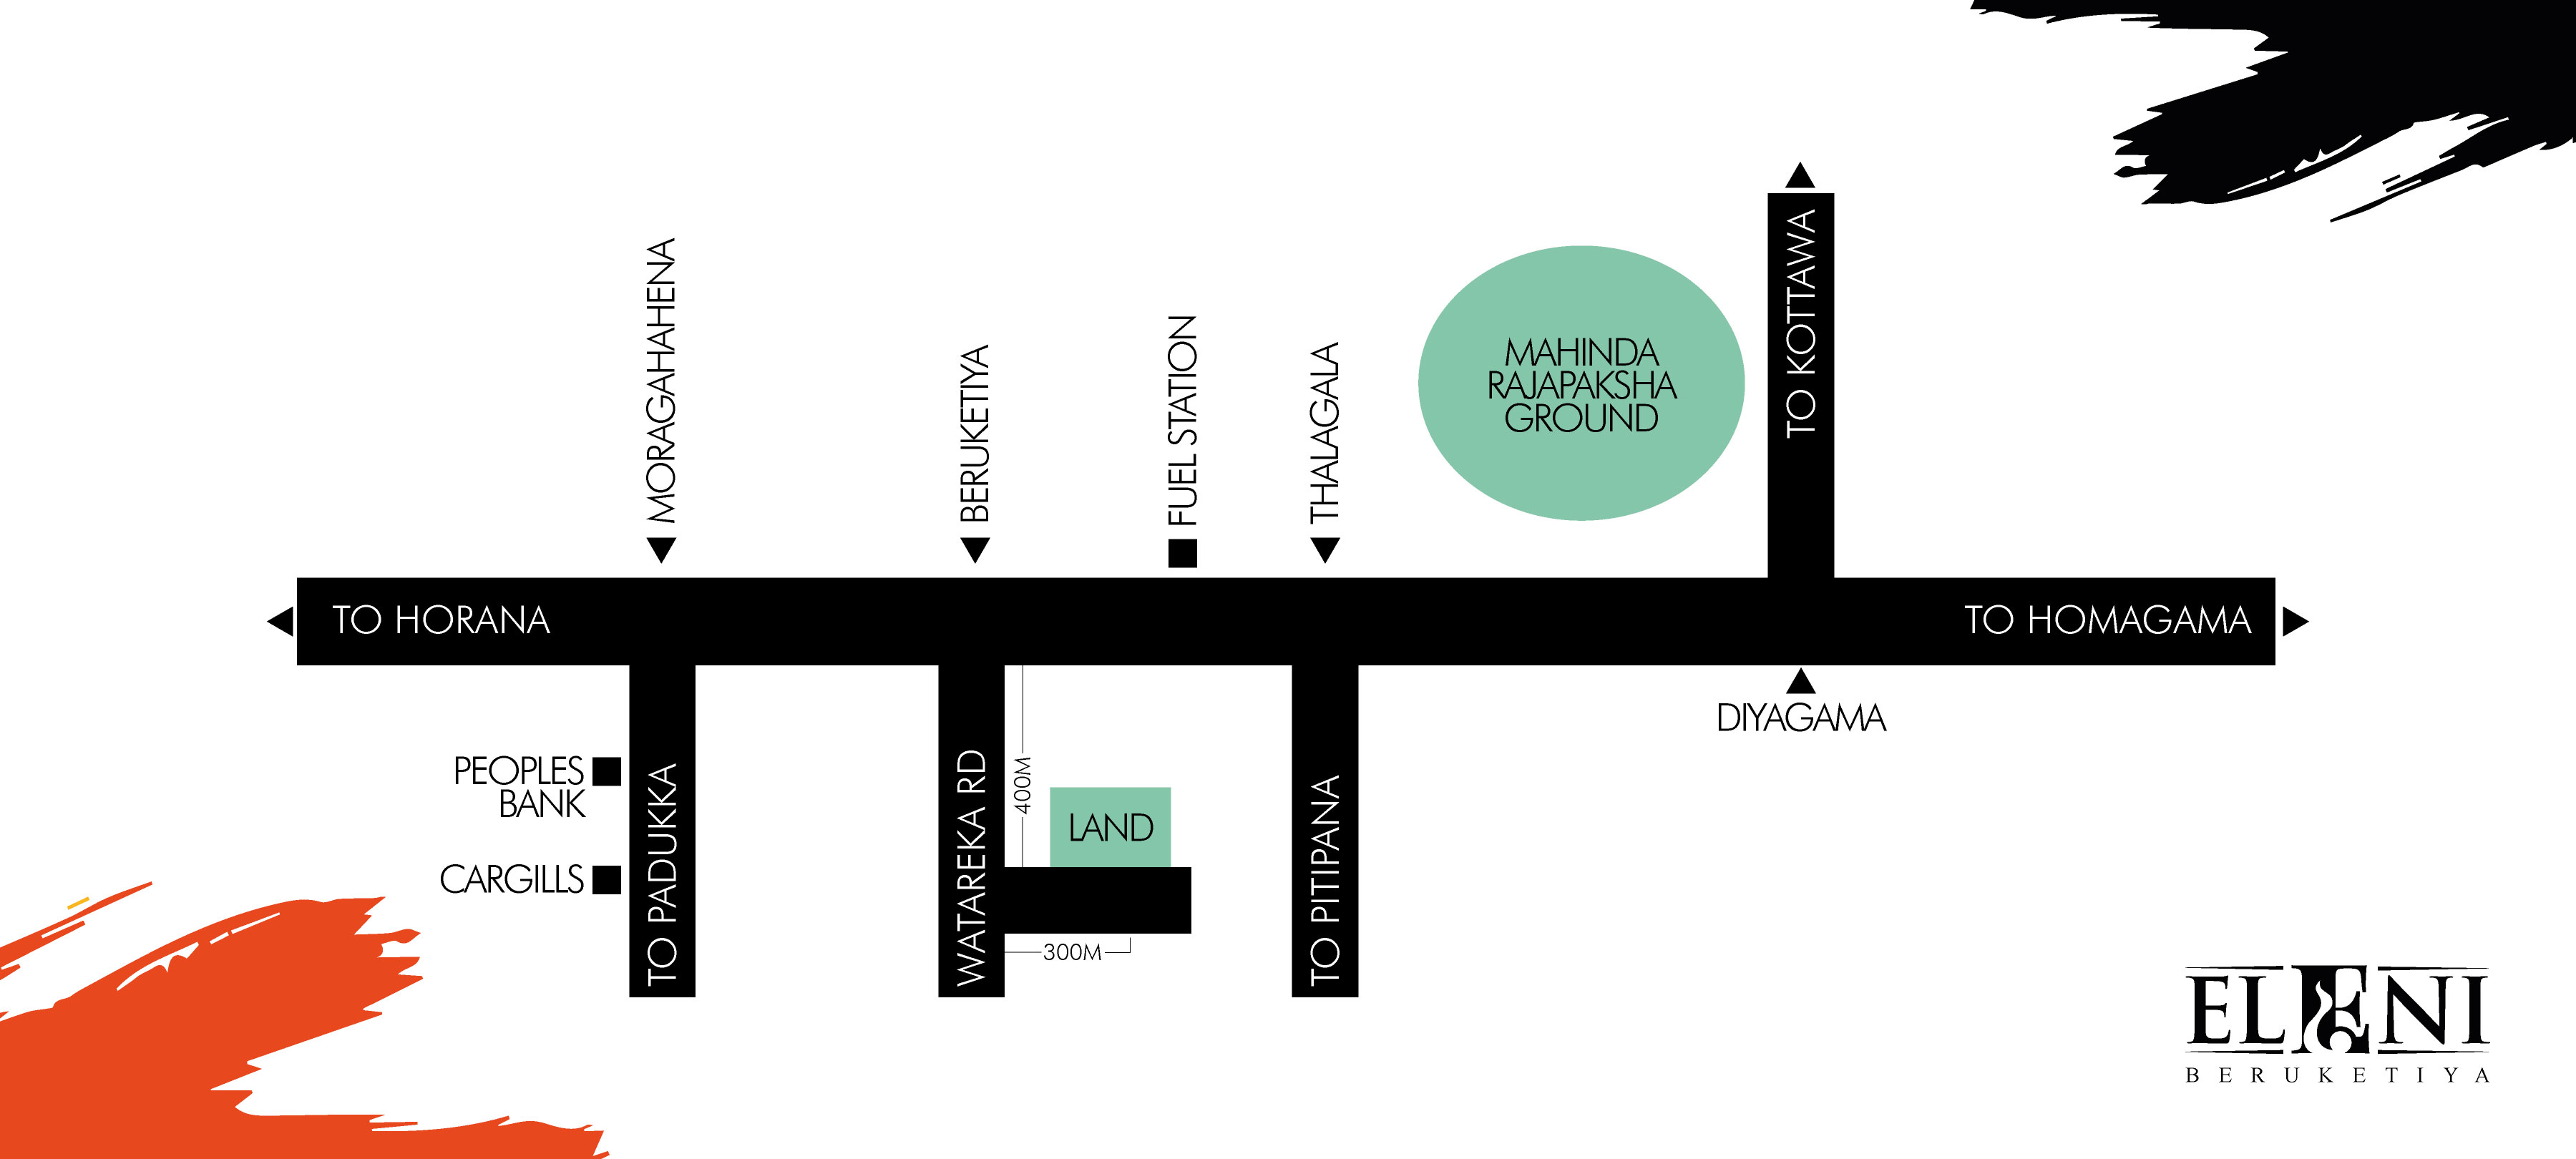 MORAGAHAHENA
BERUKETIYA
FUEL STATION
THALAGALA
MAHINDA
RAJAPAKSHA
GROUND
TO KOTTAWA
TO HORANA
TO HOMAGAMA
DIYAGAMA
PEOPLES
BANK
CARGILLS
TO PADUKKA
WATAREKA RD
400M
LAND
300M
TO PITIPANA
ELENI
BERUKETIYA